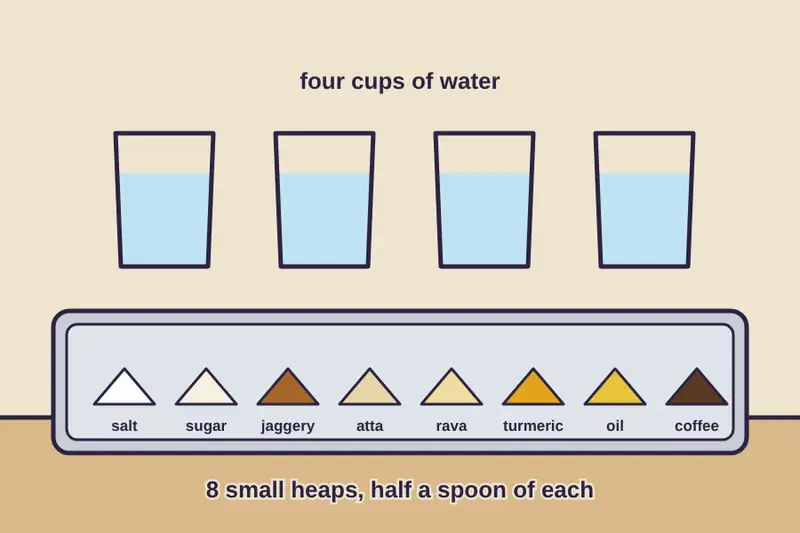 four cups of water
salt sugar jaggery atta rava turmeric oil coffee
8 small heaps, half a spoon of each